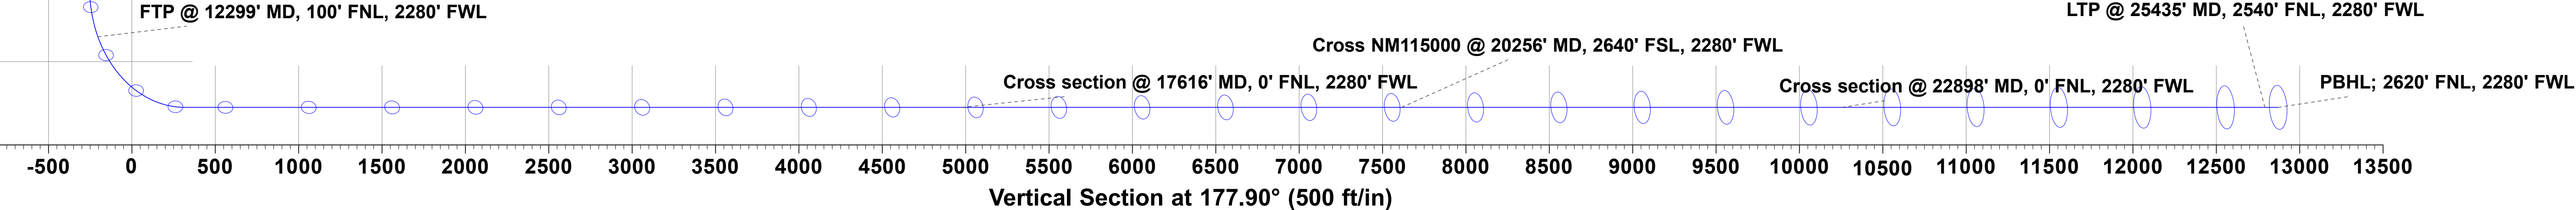 FTP @ 12299' MD, 100' FNL, 2280' FWL
LTP @ 25435' MD, 2540' FNL, 2280' FWL
Cross NM115000 @ 20256' MD, 2640' FSL, 2280' FWL
Cross section @ 17616' MD, 0' FNL, 2280' FWL
Cross section @ 22898' MD, 0' FNL, 2280' FWL
PBHL; 2620' FNL, 2280' FWL
-500 0 500 1000 1500 2000 2500 3000 3500 4000 4500 5000 5500 6000 6500 7000 7500 8000 8500 9000 9500 10000 10500 11000 11500 12000 12500 13000 13500
Vertical Section at 177.90° (500 ft/in)